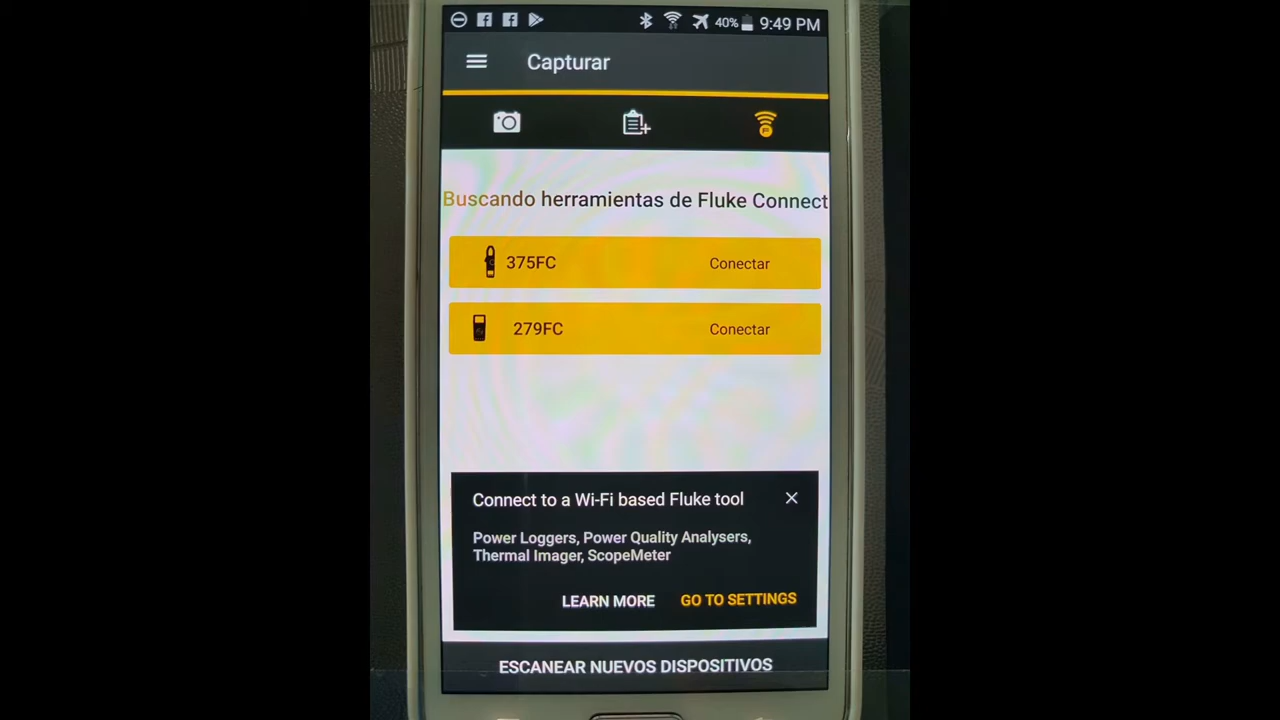 40% 9:49 PM
Capturar
Buscando herramientas de Fluke Connect
375FC Conectar
279FC Conectar
Connect to a Wi-Fi based Fluke tool
Power Loggers, Power Quality Analysers,
Thermal Imager, ScopeMeter
LEARN MORE GO TO SETTINGS
ESCANEAR NUEVOS DISPOSITIVOS